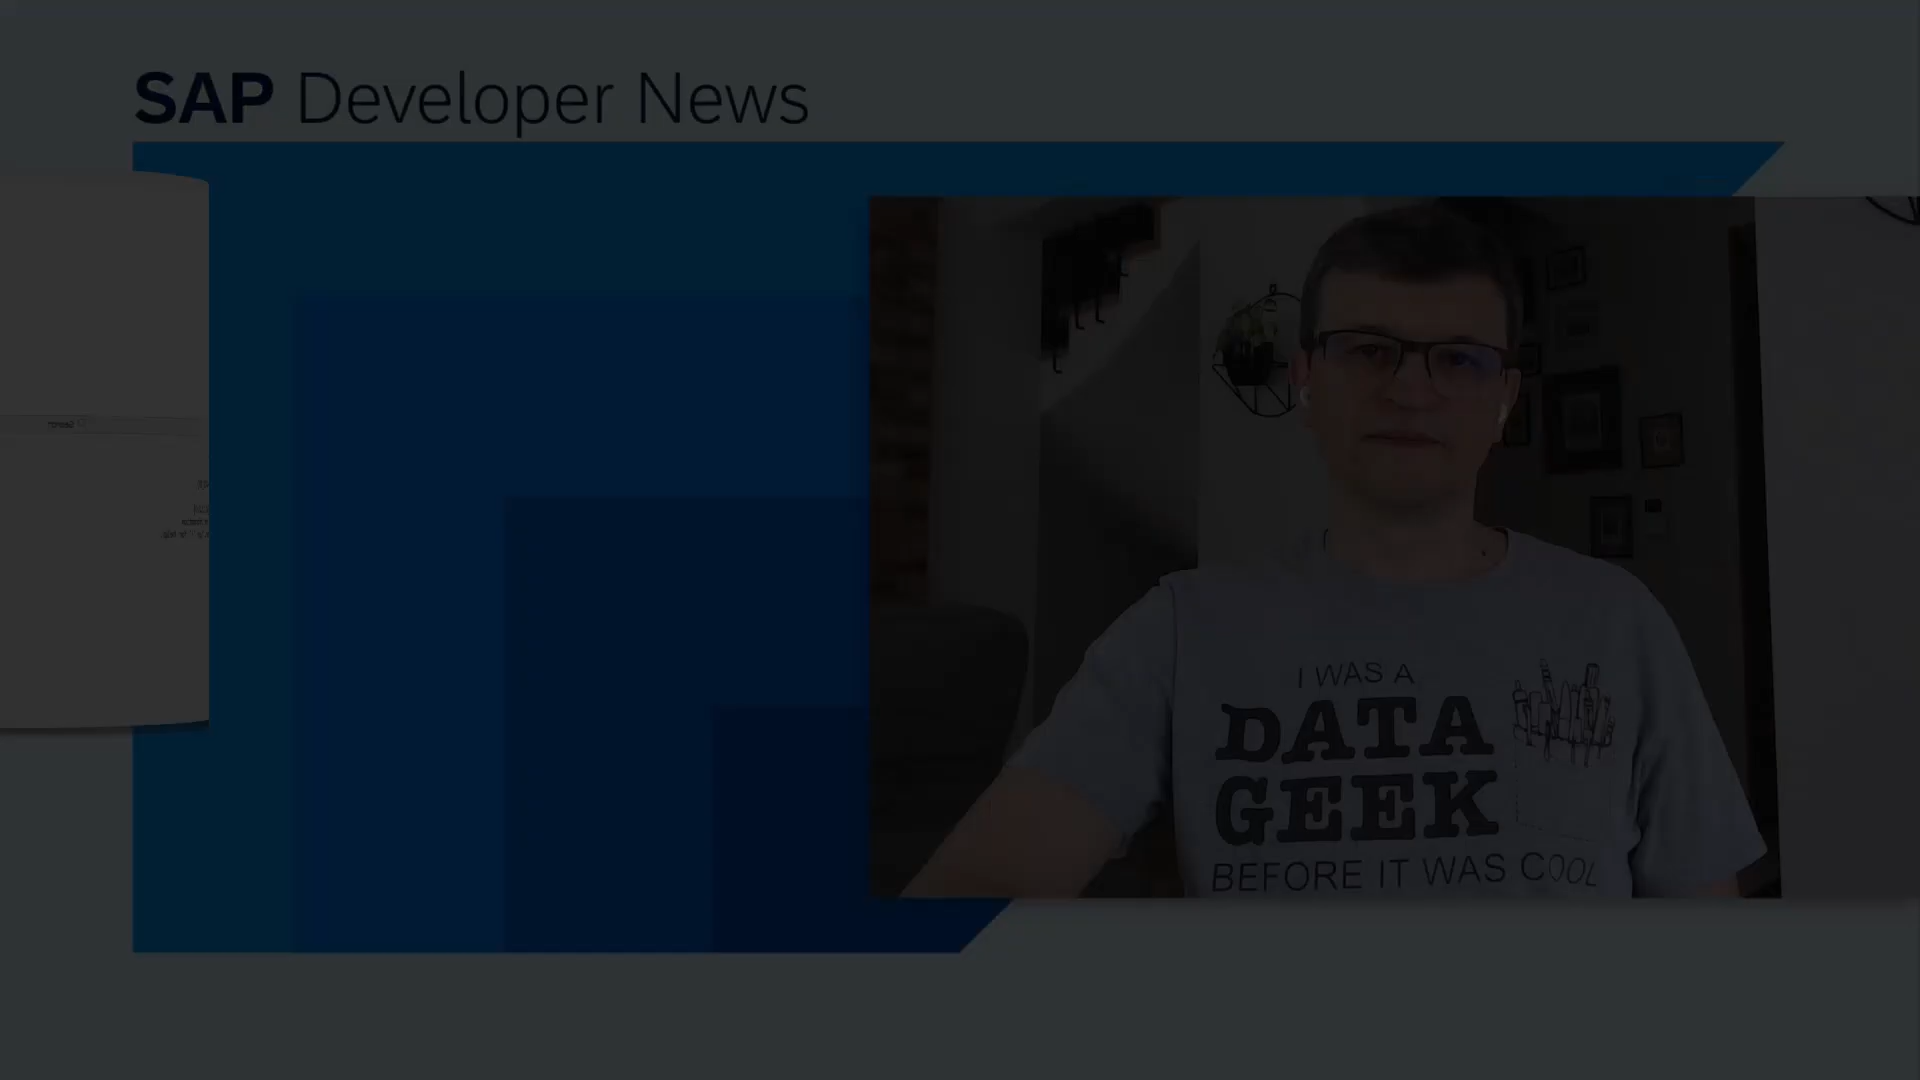 SAP Developer News
I WAS A
DATA
GEEK
BEFORE IT WAS COOL